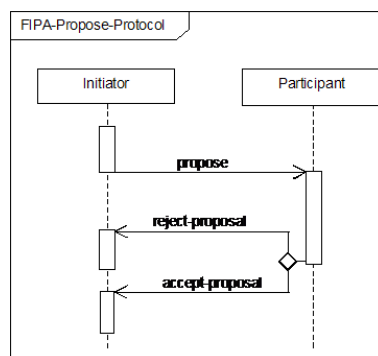 FIPA-Propose-Protocol
Initiator
Participant
propose
reject-proposal
accept-proposal